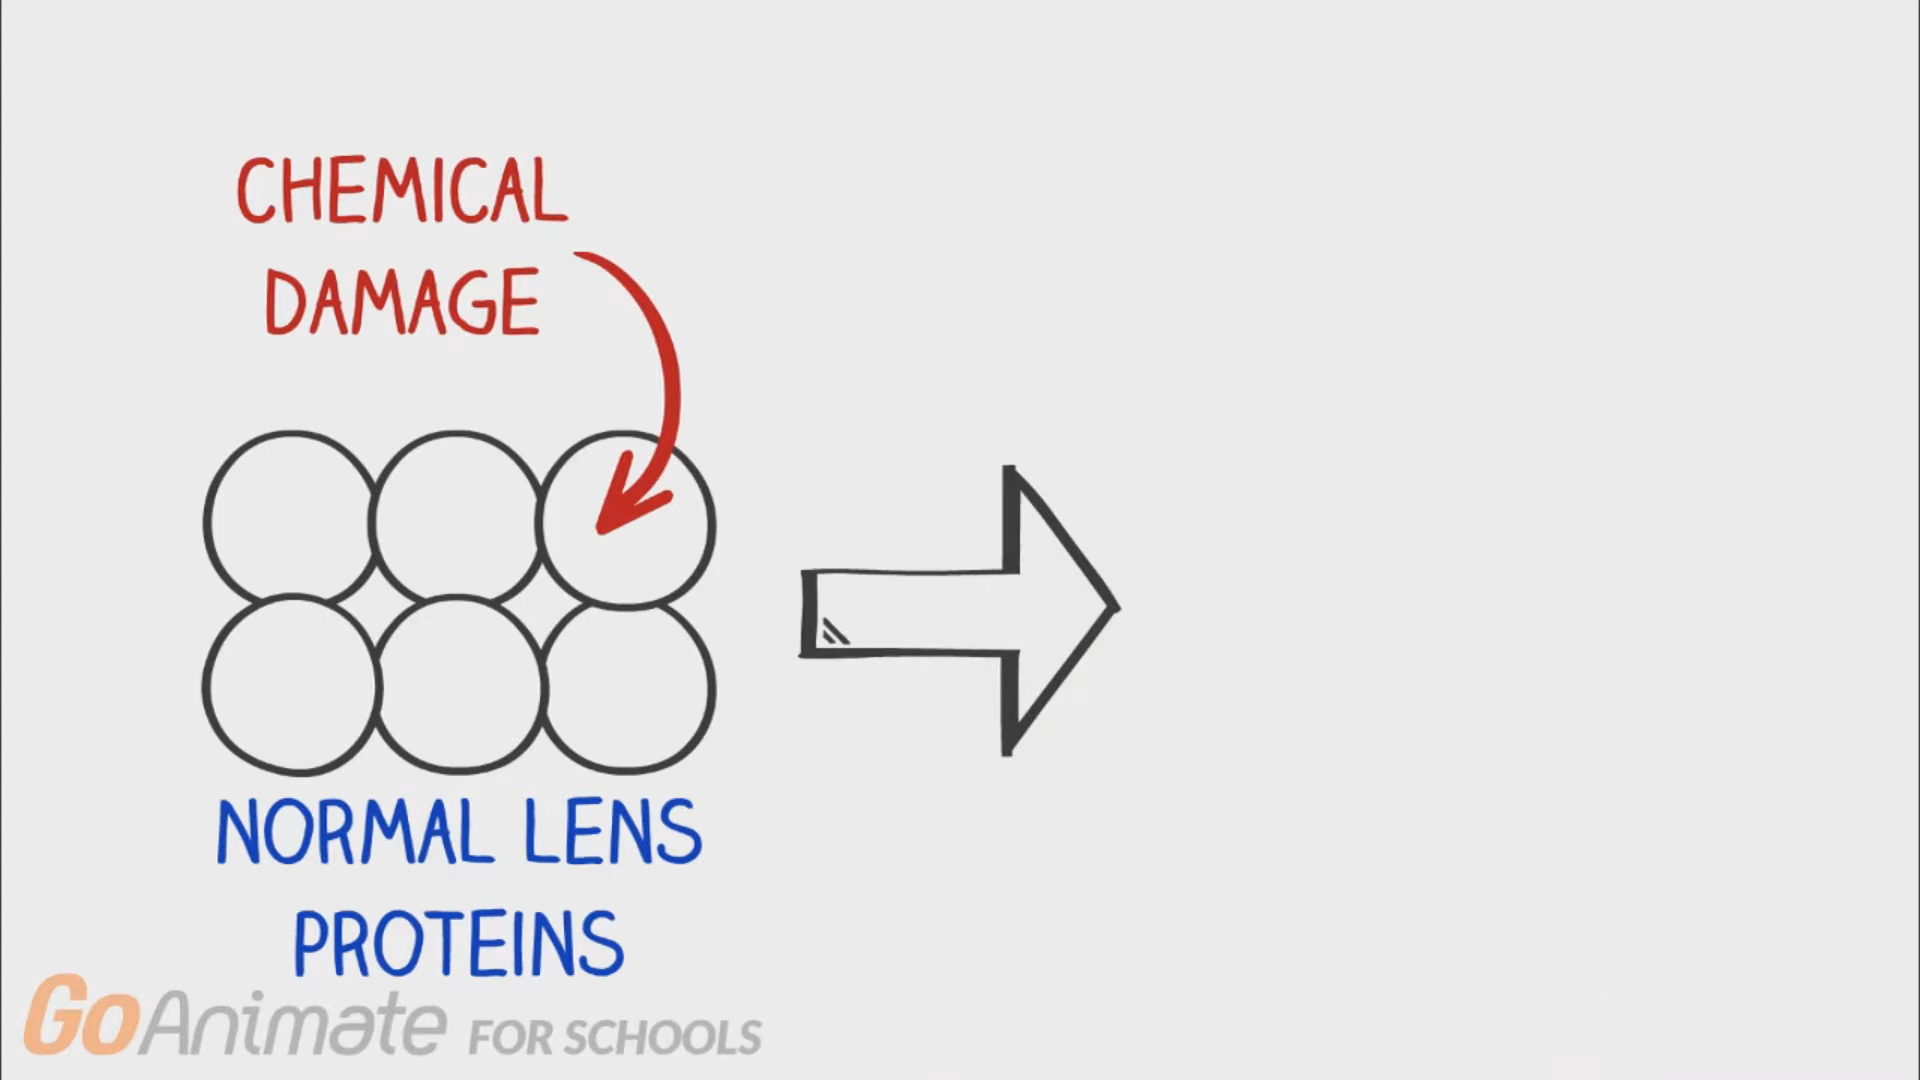 CHEMICAL
DAMAGE
NORMAL LENS
PROTEINS
GoAnimate FOR SCHOOLS